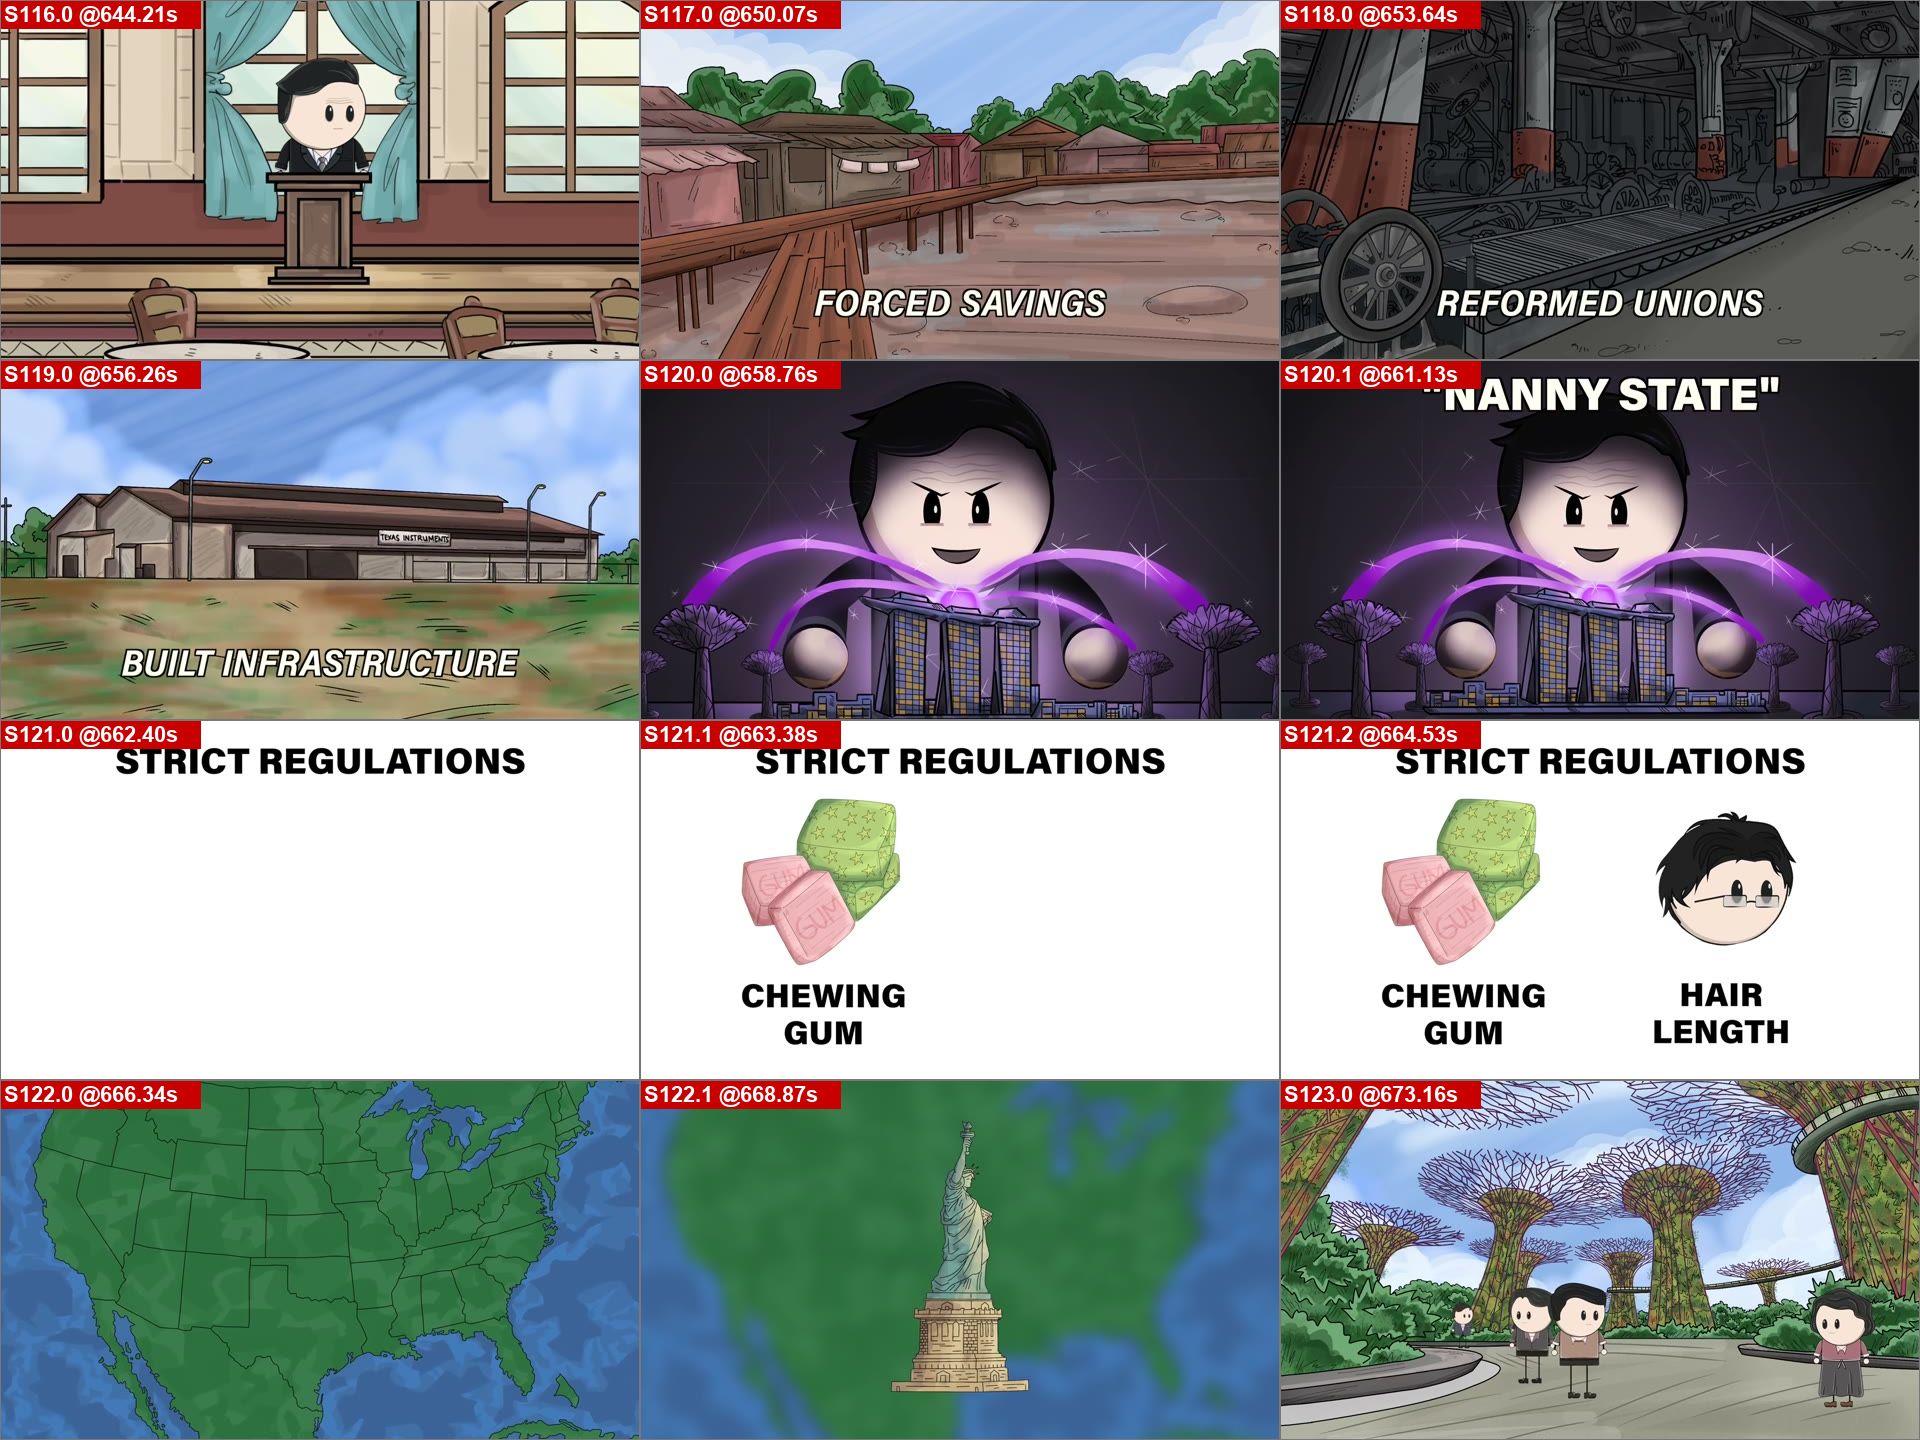 S116.0 @644.21s
S117.0 @650.07s
FORCED SAVINGS
S118.0 @653.64s
REFORMED UNIONS
S119.0 @656.26s
TEXAS INSTRUMENTS
BUILT INFRASTRUCTURE
S120.0 @658.76s
S120.1 @661.13s
"NANNY STATE"
S121.0 @662.40s
STRICT REGULATIONS
S121.1 @663.38s
STRICT REGULATIONS
GUM
GUM
CHEWING
GUM
S121.2 @664.53s
STRICT REGULATIONS
GUM
GUM
CHEWING
GUM
HAIR
LENGTH
S122.0 @666.34s
S122.1 @668.87s
S123.0 @673.16s